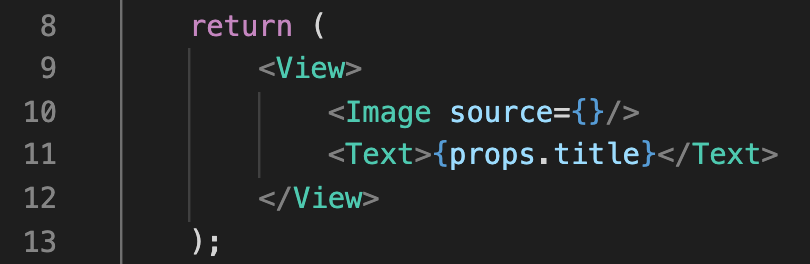 8 return (
9 <View>
10 <Image source={}/>
11 <Text>{props.title}</Text>
12 </View>
13 );